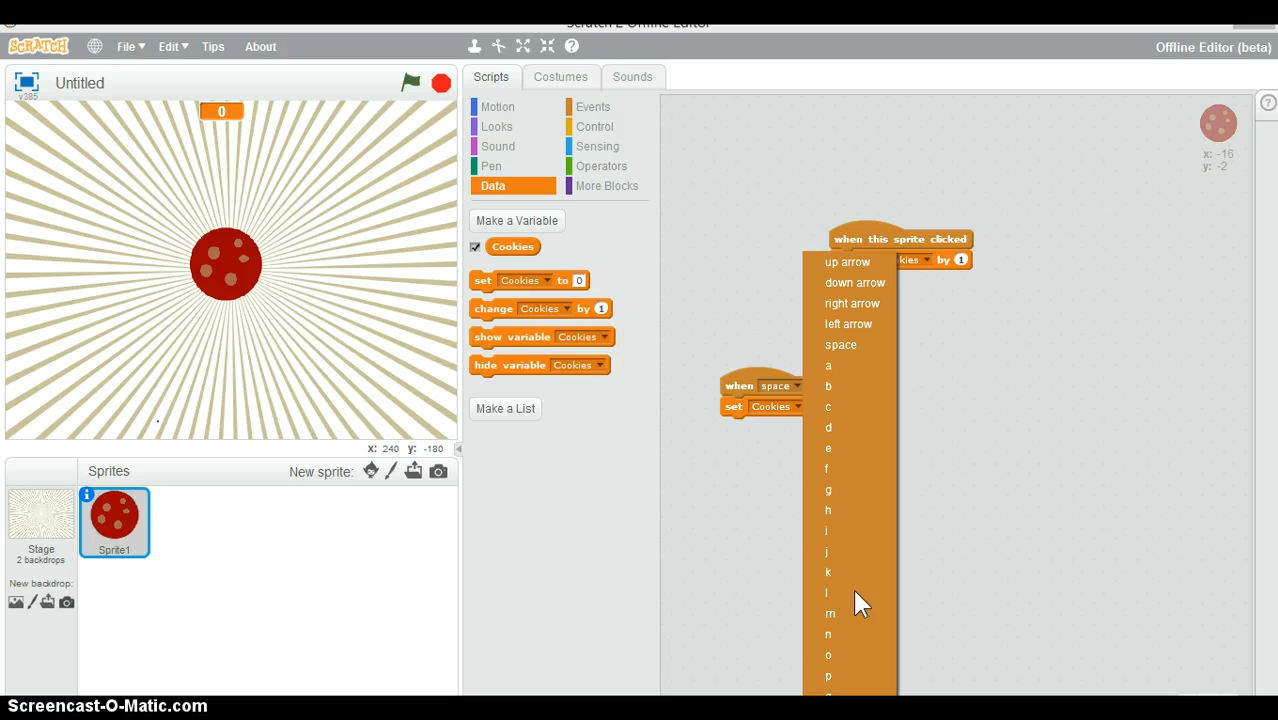 Scratch 2 Offline Editor
SCRATCH File Edit Tips About Offline Editor (beta)
v385 Untitled
0
x: 240 y: -180
Sprites New sprite:
Stage
2 backdrops
New backdrop:
Sprite1
Scripts Costumes Sounds
Motion Events
Looks Control
Sound Sensing
Pen Operators
Data More Blocks
Make a Variable
Cookies
set Cookies to 0
change Cookies by 1
show variable Cookies
hide variable Cookies
Make a List
x: -16
y: -2
when this sprite clicked
kies by 1
when space
set Cookies
up arrow
down arrow
right arrow
left arrow
space
a
b
c
d
e
f
g
h
i
j
k
l
m
n
o
p
Screencast-O-Matic.com